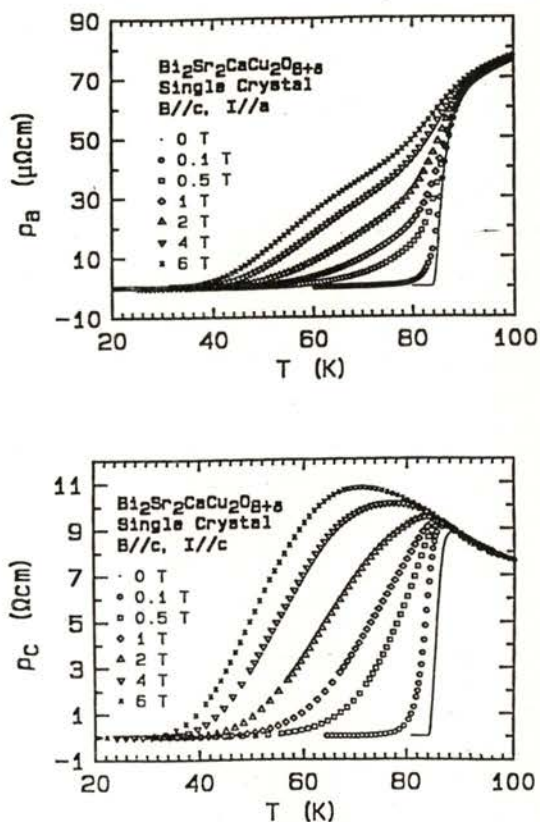 90
70
50
30
10
-10
ρa (μΩcm)
Bi2Sr2CaCu2O8+δ
Single Crystal
B//c, I//a
0 T
0.1 T
0.5 T
1 T
2 T
4 T
6 T
20 40 60 80 100
T (K)
11
9
7
5
3
1
-1
ρc (Ωcm)
Bi2Sr2CaCu2O8+δ
Single Crystal
B//c, I//c
0 T
0.1 T
0.5 T
1 T
2 T
4 T
6 T
20 40 60 80 100
T (K)